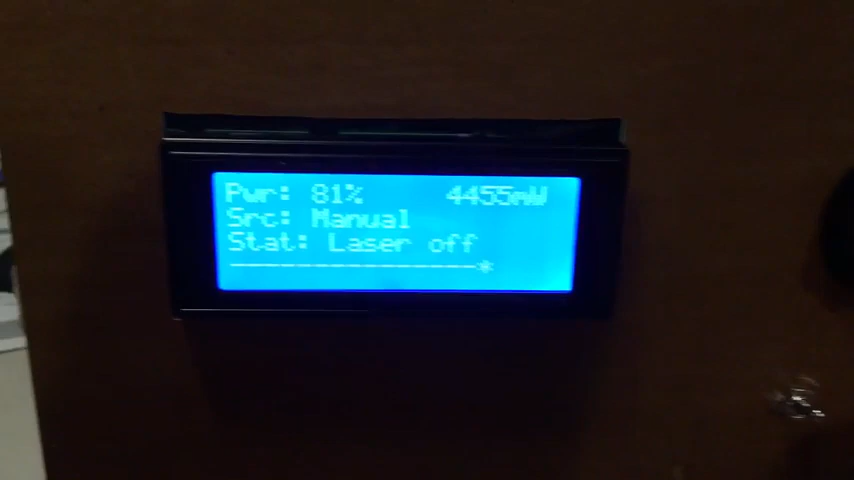 Pwr: 81% 4455mW
Src: Manual
Stat: Laser off
---------------*